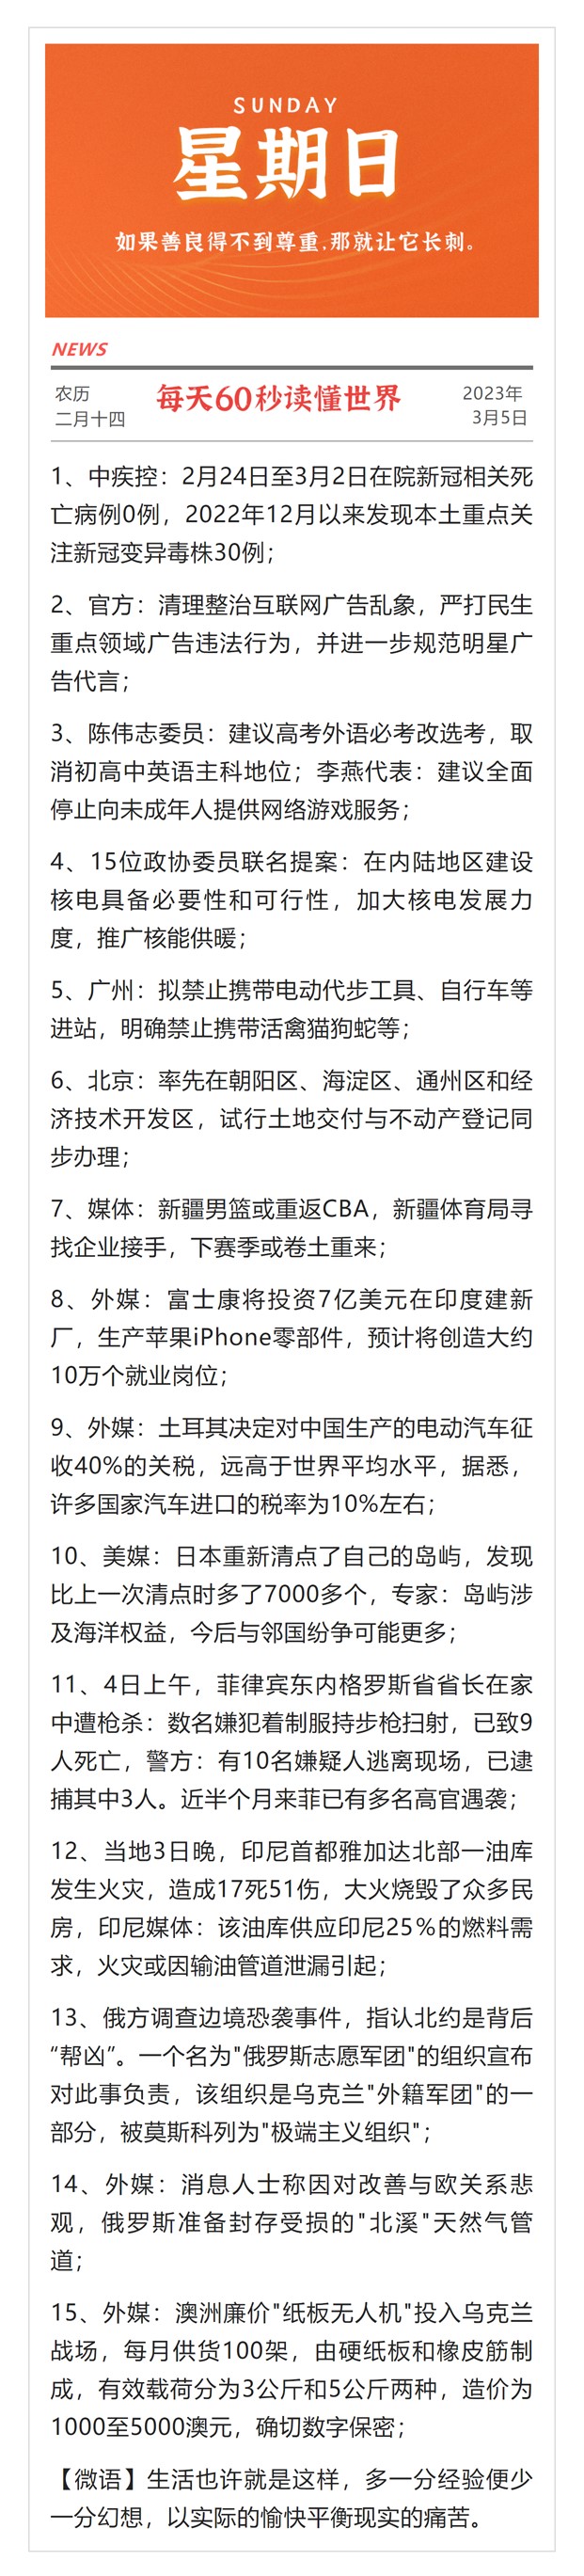 SUNDAY
星期日
如果善良得不到尊重,那就让它长刺。
NEWS
农历
二月十四
每天60秒读懂世界
2023年
3月5日
1、中疾控：2月24日至3月2日在院新冠相关死
亡病例0例，2022年12月以来发现本土重点关
注新冠变异毒株30例；
2、官方：清理整治互联网广告乱象，严打民生
重点领域广告违法行为，并进一步规范明星广
告代言；
3、陈伟志委员：建议高考外语必考改选考，取
消初高中英语主科地位；李燕代表：建议全面
停止向未成年人提供网络游戏服务；
4、15位政协委员联名提案：在内陆地区建设
核电具备必要性和可行性，加大核电发展力
度，推广核能供暖；
5、广州：拟禁止携带电动代步工具、自行车等
进站，明确禁止携带活禽猫狗蛇等；
6、北京：率先在朝阳区、海淀区、通州区和经
济技术开发区，试行土地交付与不动产登记同
步办理；
7、媒体：新疆男篮或重返CBA，新疆体育局寻
找企业接手，下赛季或卷土重来；
8、外媒：富士康将投资7亿美元在印度建新
厂，生产苹果iPhone零部件，预计将创造大约
10万个就业岗位；
9、外媒：土耳其决定对中国生产的电动汽车征
收40%的关税，远高于世界平均水平，据悉，
许多国家汽车进口的税率为10%左右；
10、美媒：日本重新清点了自己的岛屿，发现
比上一次清点时多了7000多个，专家：岛屿涉
及海洋权益，今后与邻国纷争可能更多；
11、4日上午，菲律宾东内格罗斯省省长在家
中遭枪杀：数名嫌犯着制服持步枪扫射，已致9
人死亡，警方：有10名嫌疑人逃离现场，已逮
捕其中3人。近半个月来菲已有多名高官遇袭；
12、当地3日晚，印尼首都雅加达北部一油库
发生火灾，造成17死51伤，大火烧毁了众多民
房，印尼媒体：该油库供应印尼25%的燃料需
求，火灾或因输油管道泄漏引起；
13、俄方调查边境恐袭事件，指认北约是背后
“帮凶”。一个名为"俄罗斯志愿军团"的组织宣布
对此事负责，该组织是乌克兰"外籍军团"的一
部分，被莫斯科列为"极端主义组织"；
14、外媒：消息人士称因对改善与欧关系悲
观，俄罗斯准备封存受损的"北溪"天然气管
道；
15、外媒：澳洲廉价"纸板无人机"投入乌克兰
战场，每月供货100架，由硬纸板和橡皮筋制
成，有效载荷分为3公斤和5公斤两种，造价为
1000至5000澳元，确切数字保密；
【微语】生活也许就是这样，多一分经验便少
一分幻想，以实际的愉快平衡现实的痛苦。